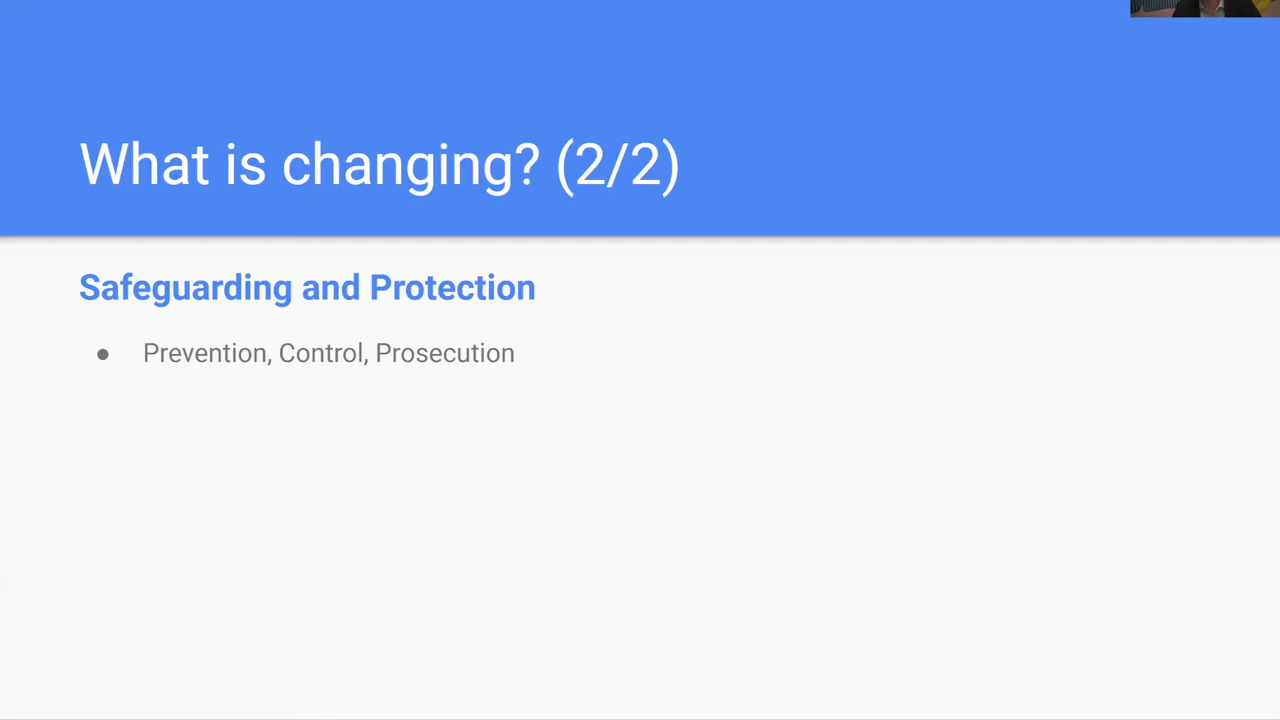 What is changing? (2/2)
Safeguarding and Protection
● Prevention, Control, Prosecution